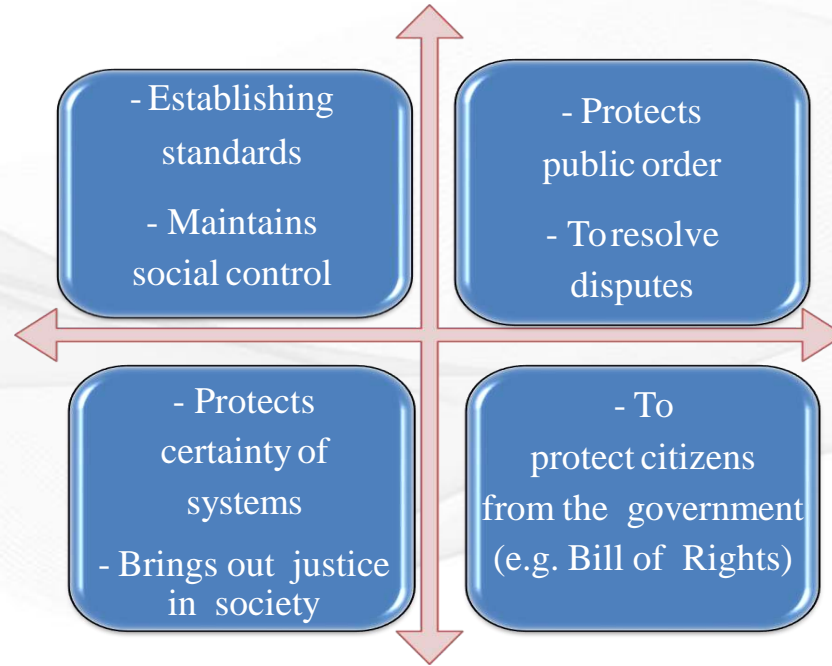 - Establishing
standards
- Maintains
social control
- Protects
public order
- To resolve
disputes
- Protects
certainty of
systems
- Brings out justice
in society
- To
protect citizens
from the government
(e.g. Bill of Rights)